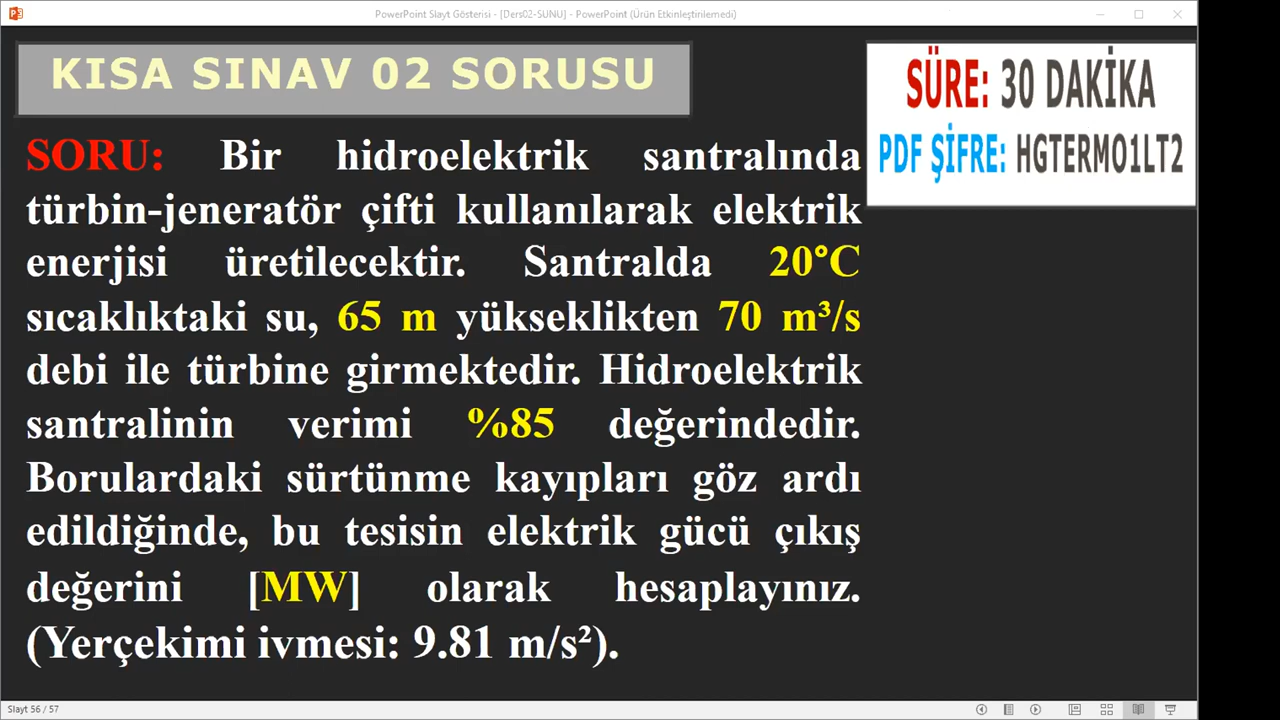 PowerPoint Slayt Gösterisi - [Ders02-SUNU] - PowerPoint (Ürün Etkinleştirilemedi)
KISA SINAV 02 SORUSU
SÜRE: 30 DAKİKA
PDF ŞİFRE: HGTERMO1LT2
SORU: Bir hidroelektrik santralında
türbin-jeneratör çifti kullanılarak elektrik
enerjisi üretilecektir. Santralda 20°C
sıcaklıktaki su, 65 m yükseklikten 70 m³/s
debi ile türbine girmektedir. Hidroelektrik
santralinin verimi %85 değerindedir.
Borulardaki sürtünme kayıpları göz ardı
edildiğinde, bu tesisin elektrik gücü çıkış
değerini [MW] olarak hesaplayınız.
(Yerçekimi ivmesi: 9.81 m/s²).
Slayt 56 / 57